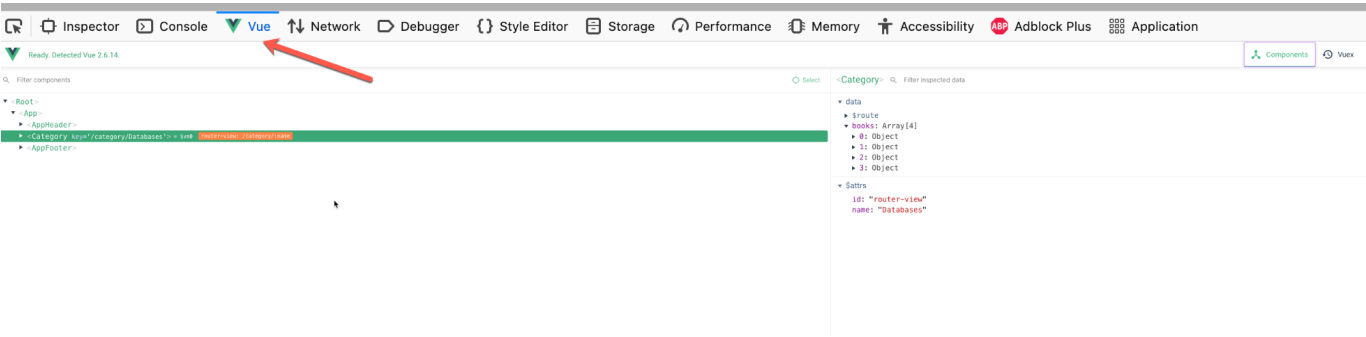 Inspector Console Vue Network Debugger {} Style Editor Storage Performance Memory Accessibility ABP Adblock Plus Application
Ready. Detected Vue 2.6.14. Components Vuex
Filter components Select <Category> Filter inspected data
<Root>
<App>
<AppHeader>
<Category key='/category/Databases'> = $vm0 router-view: /category/:name
<AppFooter>
data
$route
books: Array[4]
0: Object
1: Object
2: Object
3: Object
$attrs
id: "router-view"
name: "Databases"